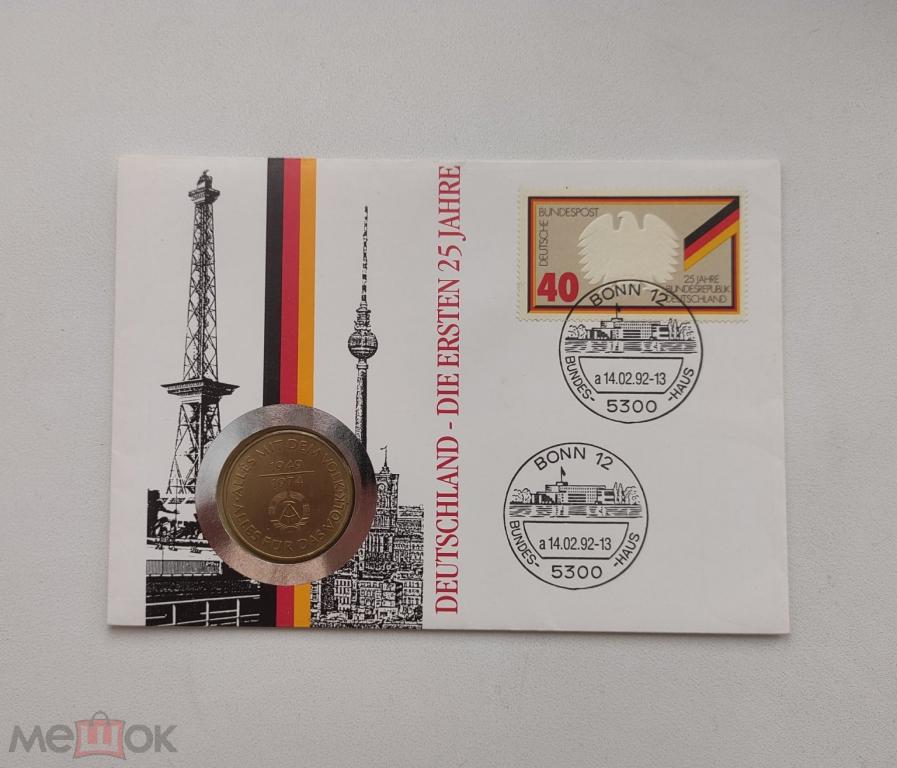 DEUTSCHLAND - DIE ERSTEN 25 JAHRE
DEUTSCHE
BUNDESPOST
40
25 JAHRE
BUNDESREPUBLIK
DEUTSCHLAND
BONN 12
a 14.02.92-13
BUNDES-HAUS
5300
BONN 12
a 14.02.92-13
BUNDES-HAUS
5300
ALLES MIT DEM VOLK
1949
1974
ALLES FÜR DAS VOLK
мешок